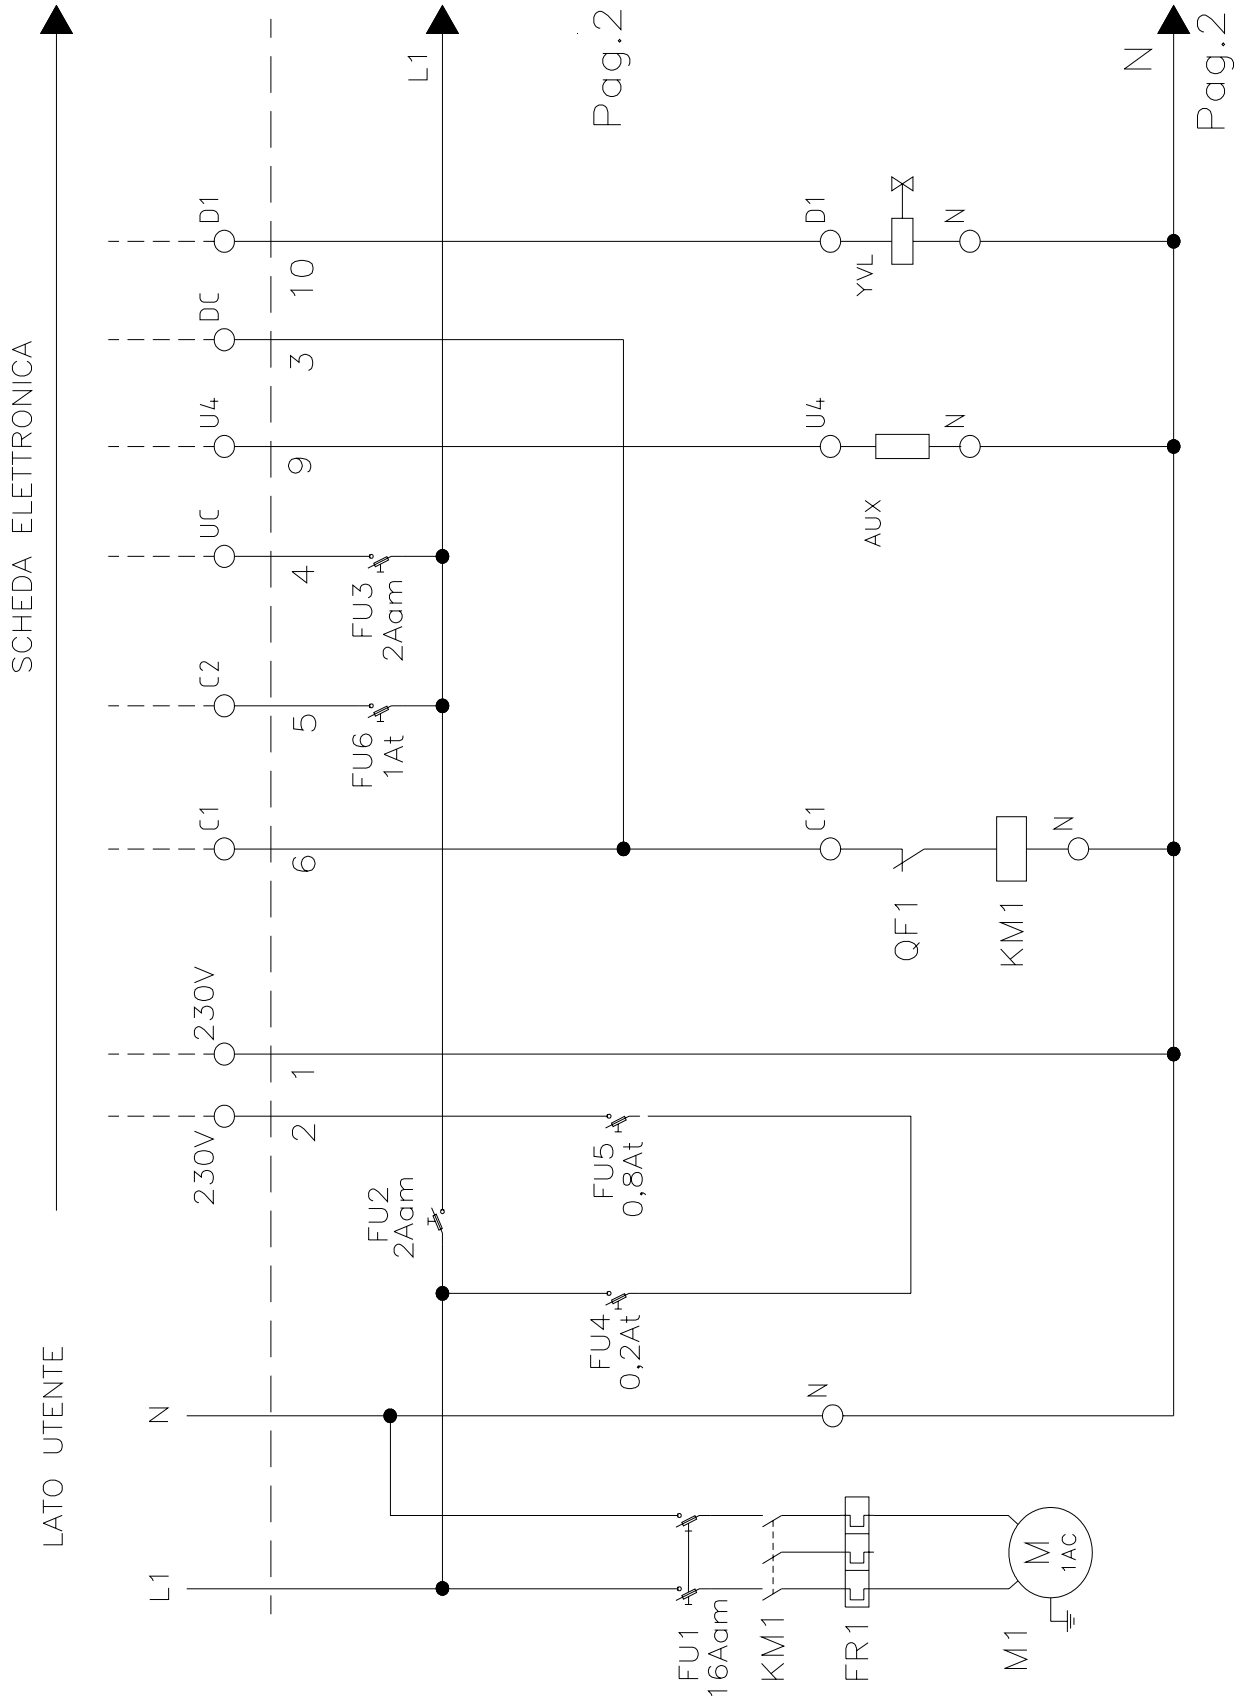 LATO UTENTE
SCHEDA ELETTRONICA
L1
N
230V
230V
C1
C2
UC
U4
DC
D1
2
1
6
5
4
9
3
10
L1
FU2
2Aam
FU6
1At
FU3
2Aam
Pag.2
FU4
0,2At
FU5
0,8At
FU1
16Aam
KM1
FR1
M1
M
1AC
N
C1
QF1
KM1
N
U4
AUX
N
D1
YVL
N
N
Pag.2